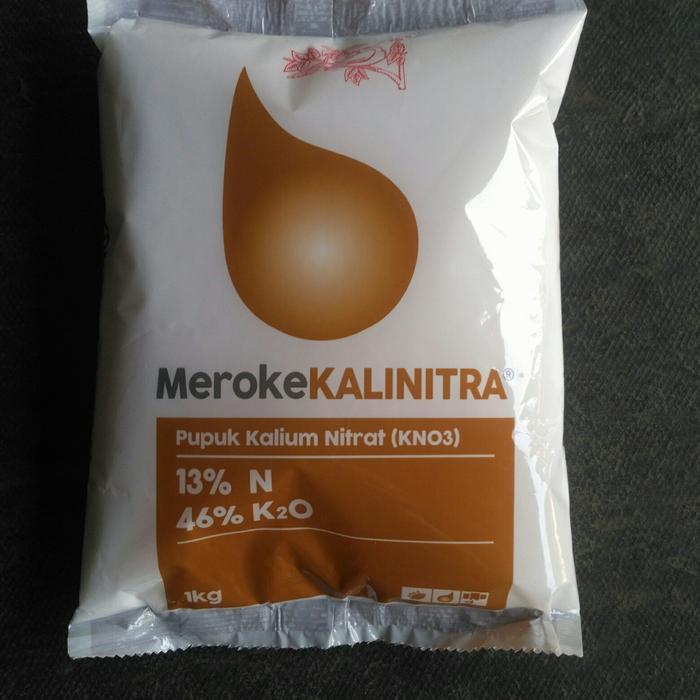 MerokeKALINITRA®
Pupuk Kalium Nitrat (KNO3)
13% N
46% K₂O
1kg